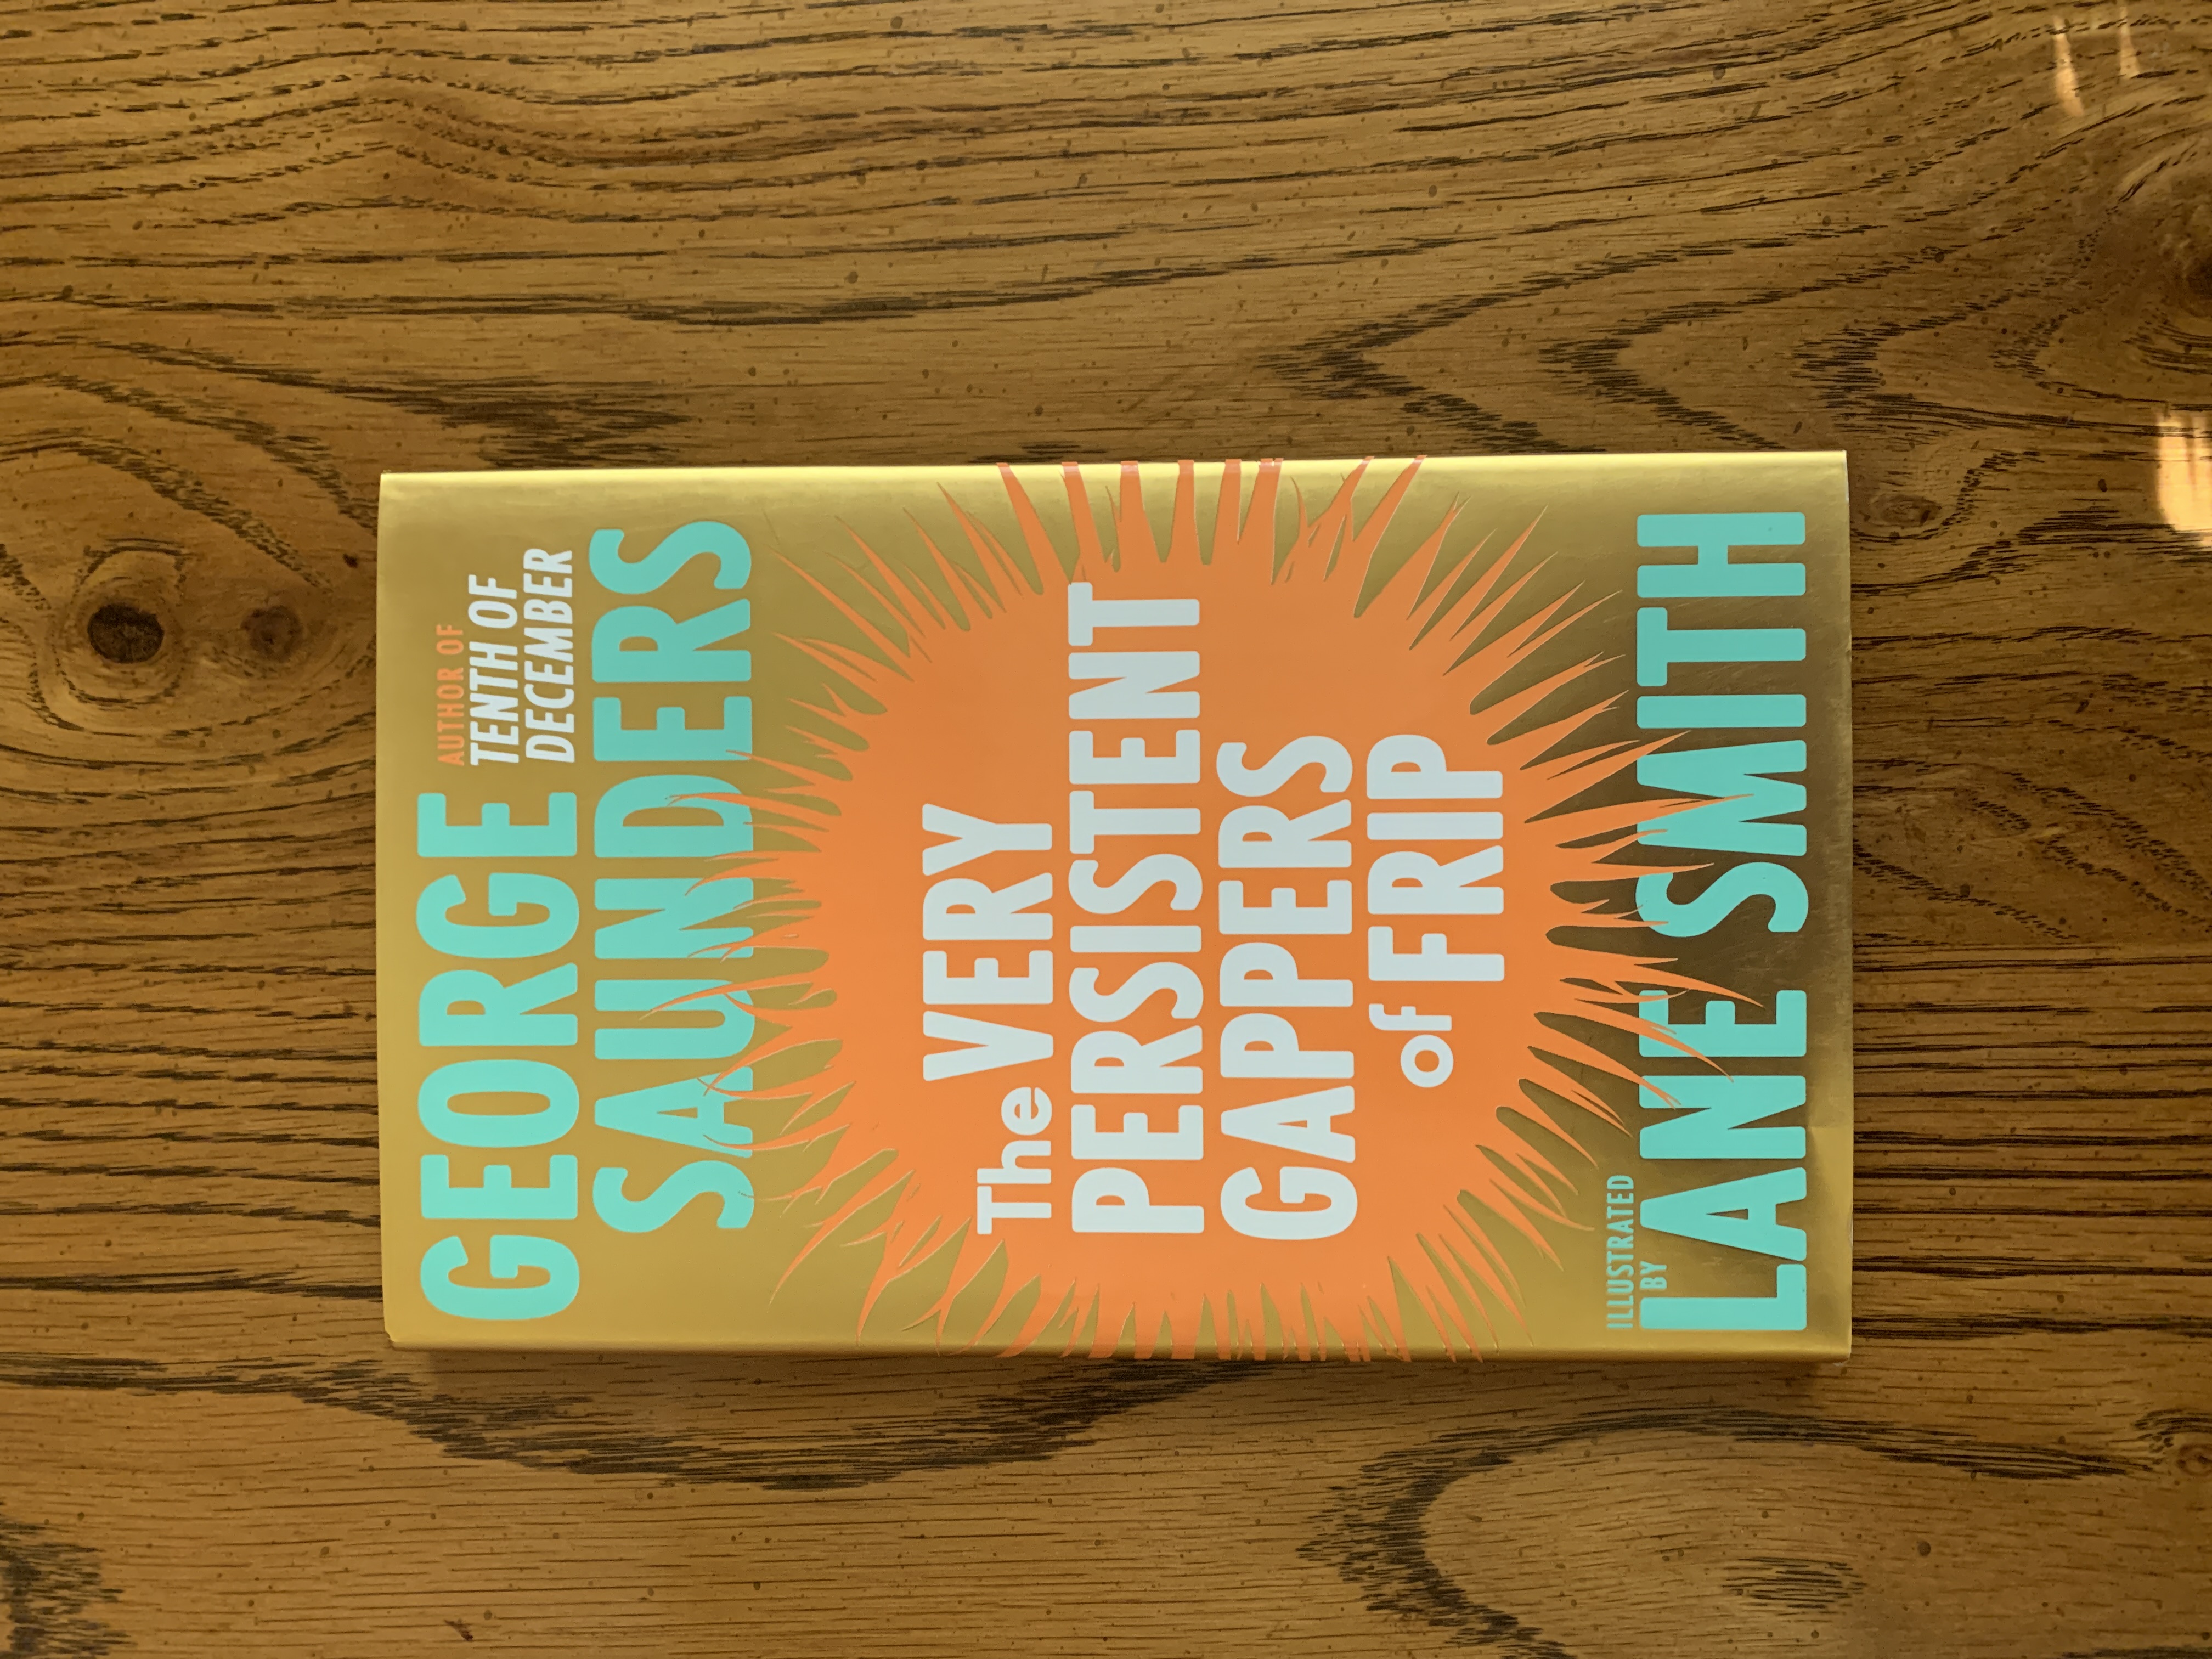 AUTHOR OF
TENTH OF
DECEMBER
GEORGE
SAUNDERS
The VERY
PERSISTENT
GAPPERS
of FRIP
ILLUSTRATED
BY
LANE SMITH